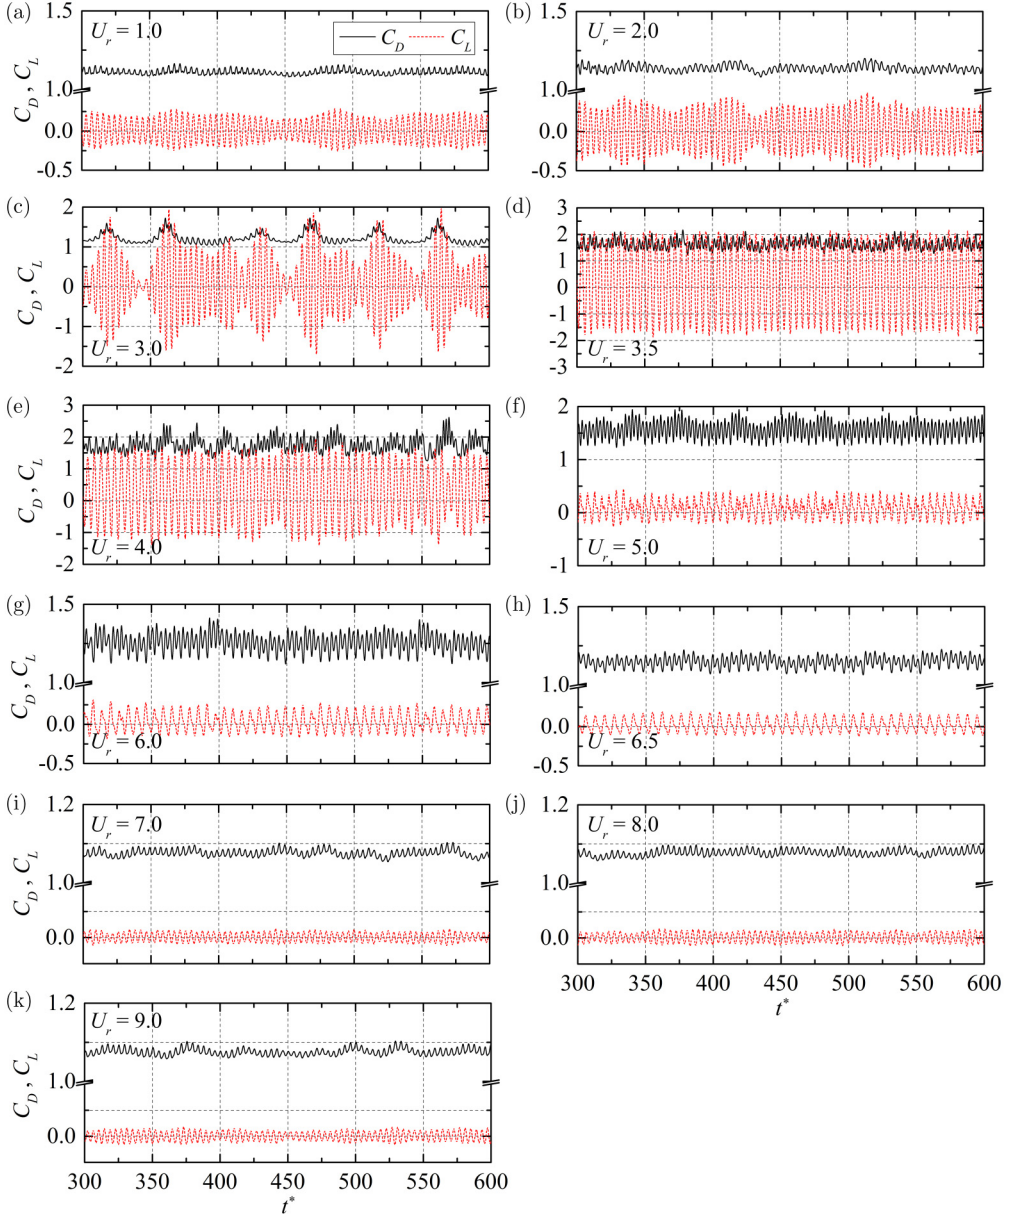 (a)
1.5
U_r = 1.0
C_D
C_L
1.0
0.0
-0.5
C_D, C_L
(b)
1.5
U_r = 2.0
1.0
0.0
-0.5
(c)
2
1
0
-1
-2
C_D, C_L
U_r = 3.0
(d)
3
2
1
0
-1
-2
-3
U_r = 3.5
(e)
3
2
1
0
-1
-2
C_D, C_L
U_r = 4.0
(f)
2
1
0
-1
U_r = 5.0
(g)
1.5
1.0
0.0
-0.5
C_D, C_L
U_r = 6.0
(h)
1.5
1.0
0.0
-0.5
U_r = 6.5
(i)
1.2
U_r = 7.0
1.0
0.0
C_D, C_L
(j)
1.2
U_r = 8.0
1.0
0.0
300 350 400 450 500 550 600
t*
(k)
1.2
U_r = 9.0
1.0
0.0
C_D, C_L
300 350 400 450 500 550 600
t*